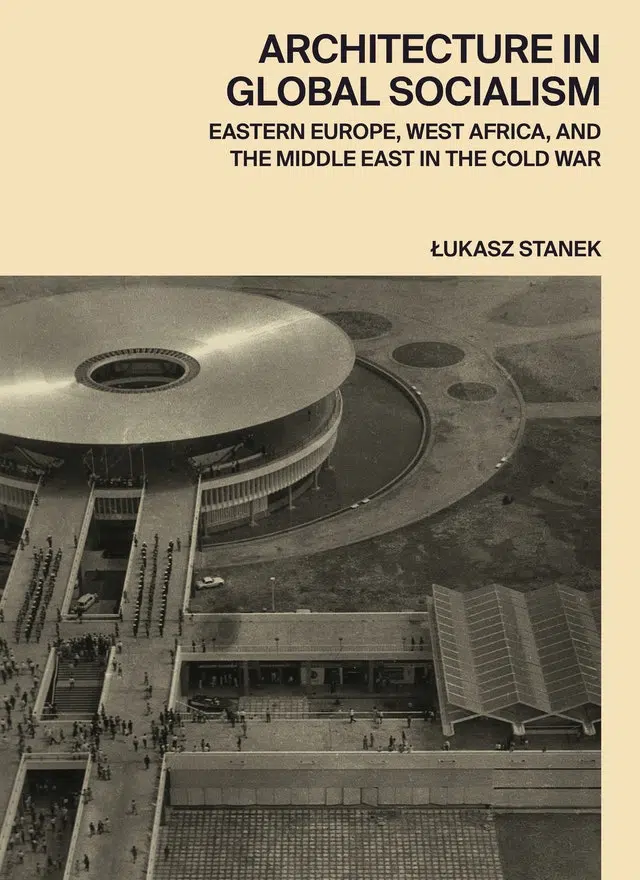 ARCHITECTURE IN
GLOBAL SOCIALISM
EASTERN EUROPE, WEST AFRICA, AND
THE MIDDLE EAST IN THE COLD WAR
ŁUKASZ STANEK